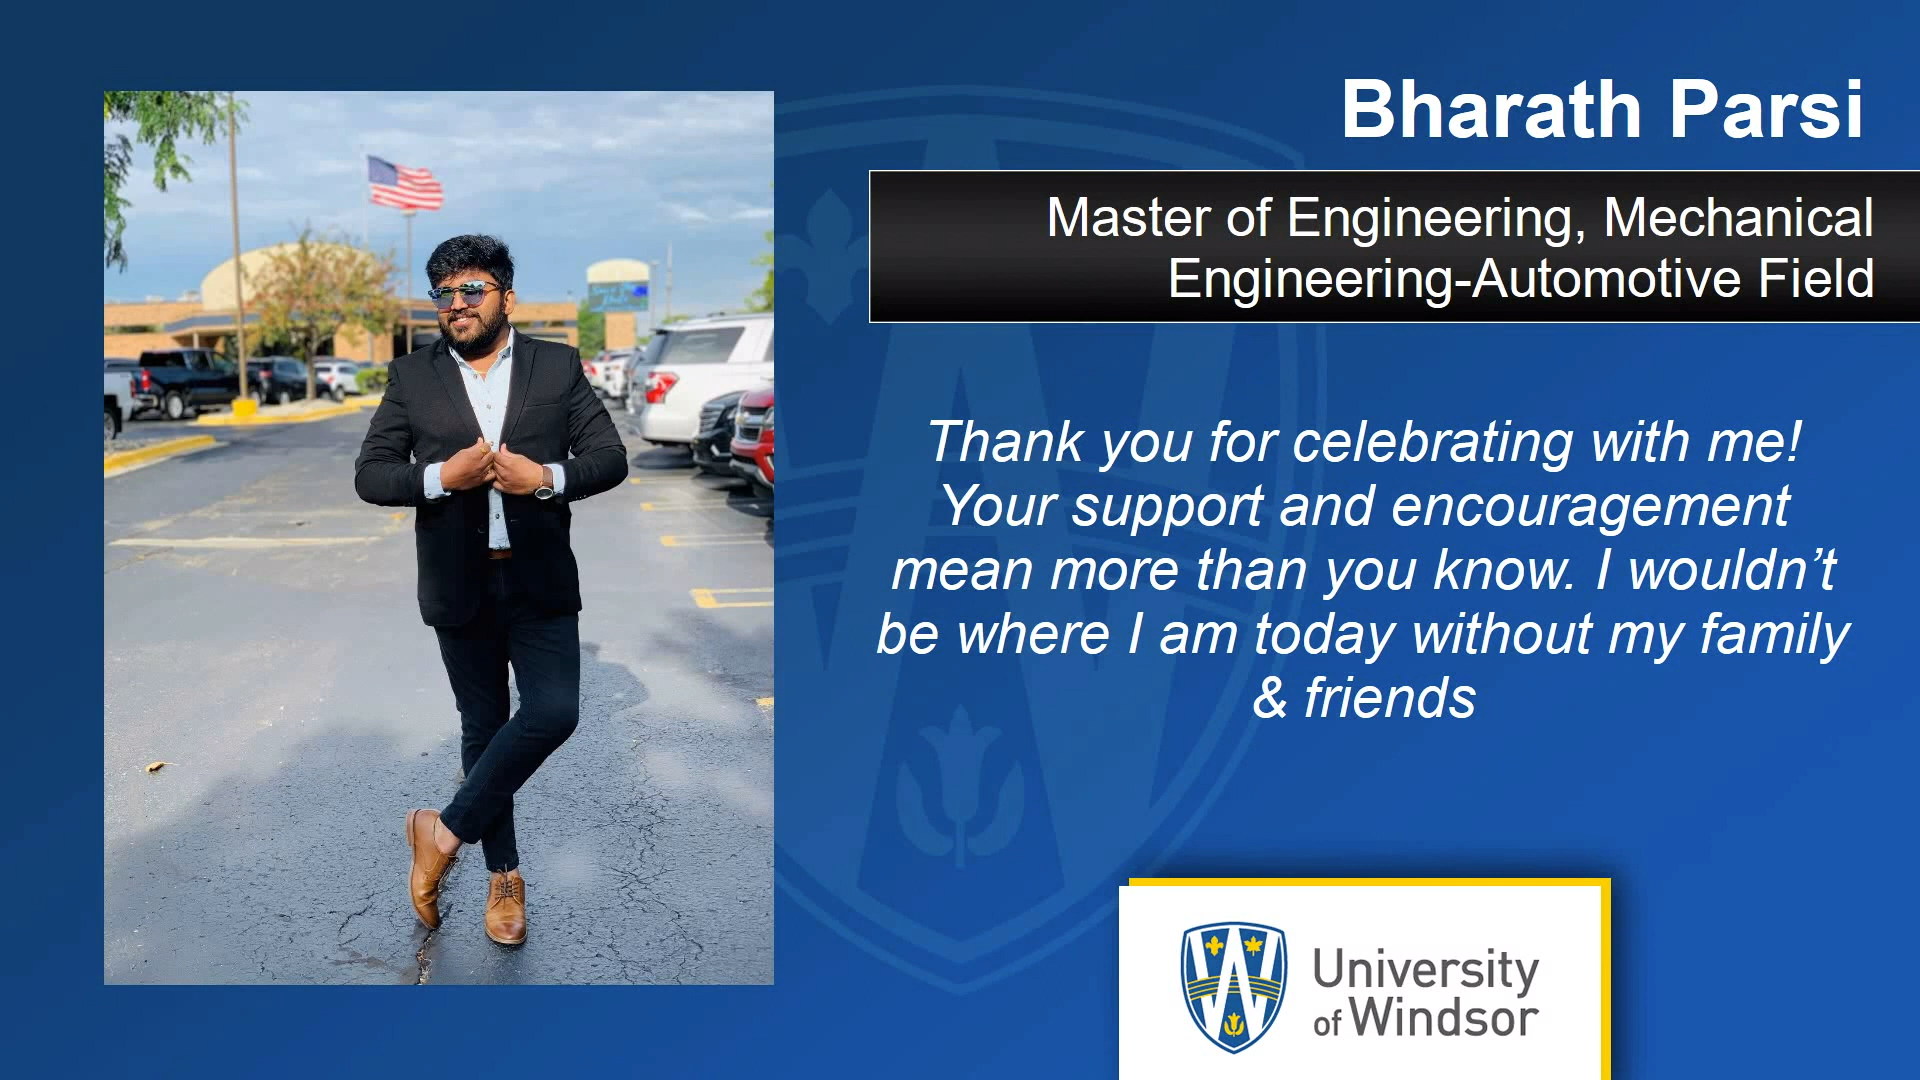 Bharath Parsi
Master of Engineering, Mechanical
Engineering-Automotive Field
Thank you for celebrating with me!
Your support and encouragement
mean more than you know. I wouldn’t
be where I am today without my family
& friends
University
of Windsor